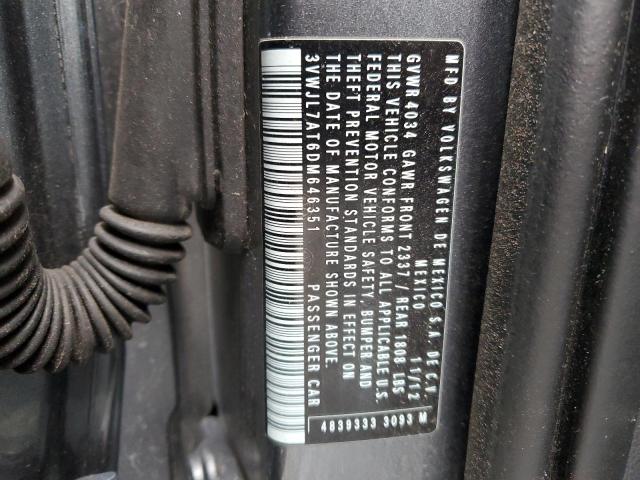 MFD BY VOLKSWAGEN DE MEXICO S.A. DE C.V.
MEXICO 11/12
GVWR 4034 GAWR FRONT 2337 / REAR 1808 LBS
THIS VEHICLE CONFORMS TO ALL APPLICABLE U.S.
FEDERAL MOTOR VEHICLE SAFETY, BUMPER AND
THEFT PREVENTION STANDARDS IN EFFECT ON
THE DATE OF MANUFACTURE SHOWN ABOVE.
3VWJL7AT6DM646351 PASSENGER CAR
4839333 3093 M